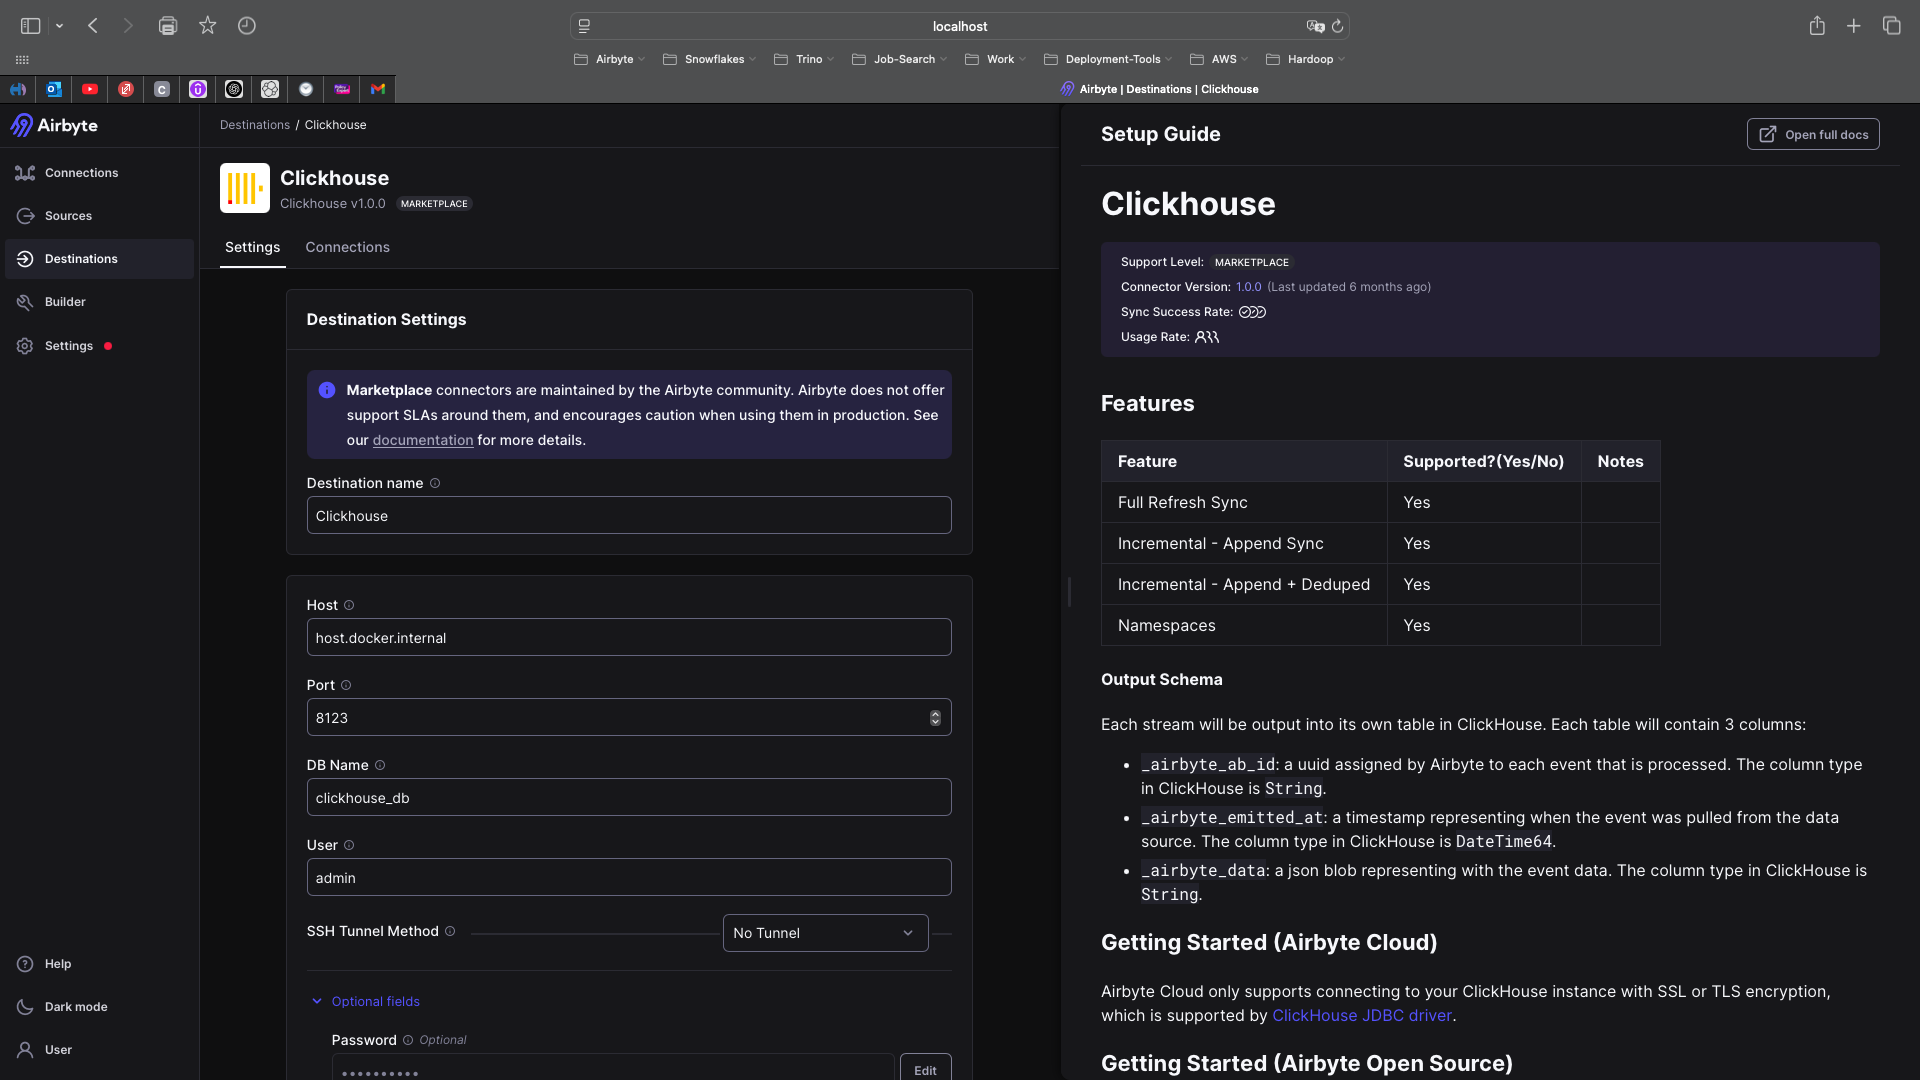 localhost
Airbyte
Snowflakes
Trino
Job-Search
Work
Deployment-Tools
AWS
Hardoop
Airbyte | Destinations | Clickhouse
Airbyte
Connections
Sources
Destinations
Builder
Settings
Help
Dark mode
User
Destinations / Clickhouse
Clickhouse
Clickhouse v1.0.0 MARKETPLACE
Settings Connections
Destination Settings
Marketplace connectors are maintained by the Airbyte community. Airbyte does not offer
support SLAs around them, and encourages caution when using them in production. See
our documentation for more details.
Destination name
Clickhouse
Host
host.docker.internal
Port
8123
DB Name
clickhouse_db
User
admin
SSH Tunnel Method
No Tunnel
Optional fields
Password Optional
••••••••••
Edit
Setup Guide
Open full docs
Clickhouse
Support Level: MARKETPLACE
Connector Version: 1.0.0 (Last updated 6 months ago)
Sync Success Rate:
Usage Rate:
Features
Feature Supported?(Yes/No) Notes
Full Refresh Sync Yes
Incremental - Append Sync Yes
Incremental - Append + Deduped Yes
Namespaces Yes
Output Schema
Each stream will be output into its own table in ClickHouse. Each table will contain 3 columns:
• _airbyte_ab_id: a uuid assigned by Airbyte to each event that is processed. The column type
in ClickHouse is String.
• _airbyte_emitted_at: a timestamp representing when the event was pulled from the data
source. The column type in ClickHouse is DateTime64.
• _airbyte_data: a json blob representing with the event data. The column type in ClickHouse is
String.
Getting Started (Airbyte Cloud)
Airbyte Cloud only supports connecting to your ClickHouse instance with SSL or TLS encryption,
which is supported by ClickHouse JDBC driver.
Getting Started (Airbyte Open Source)